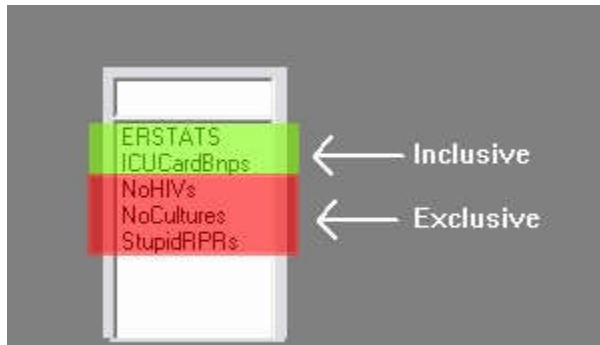 ERSTATS
ICUCardBnps
Inclusive
NoHIVs
NoCultures
Exclusive
StupidRPRs